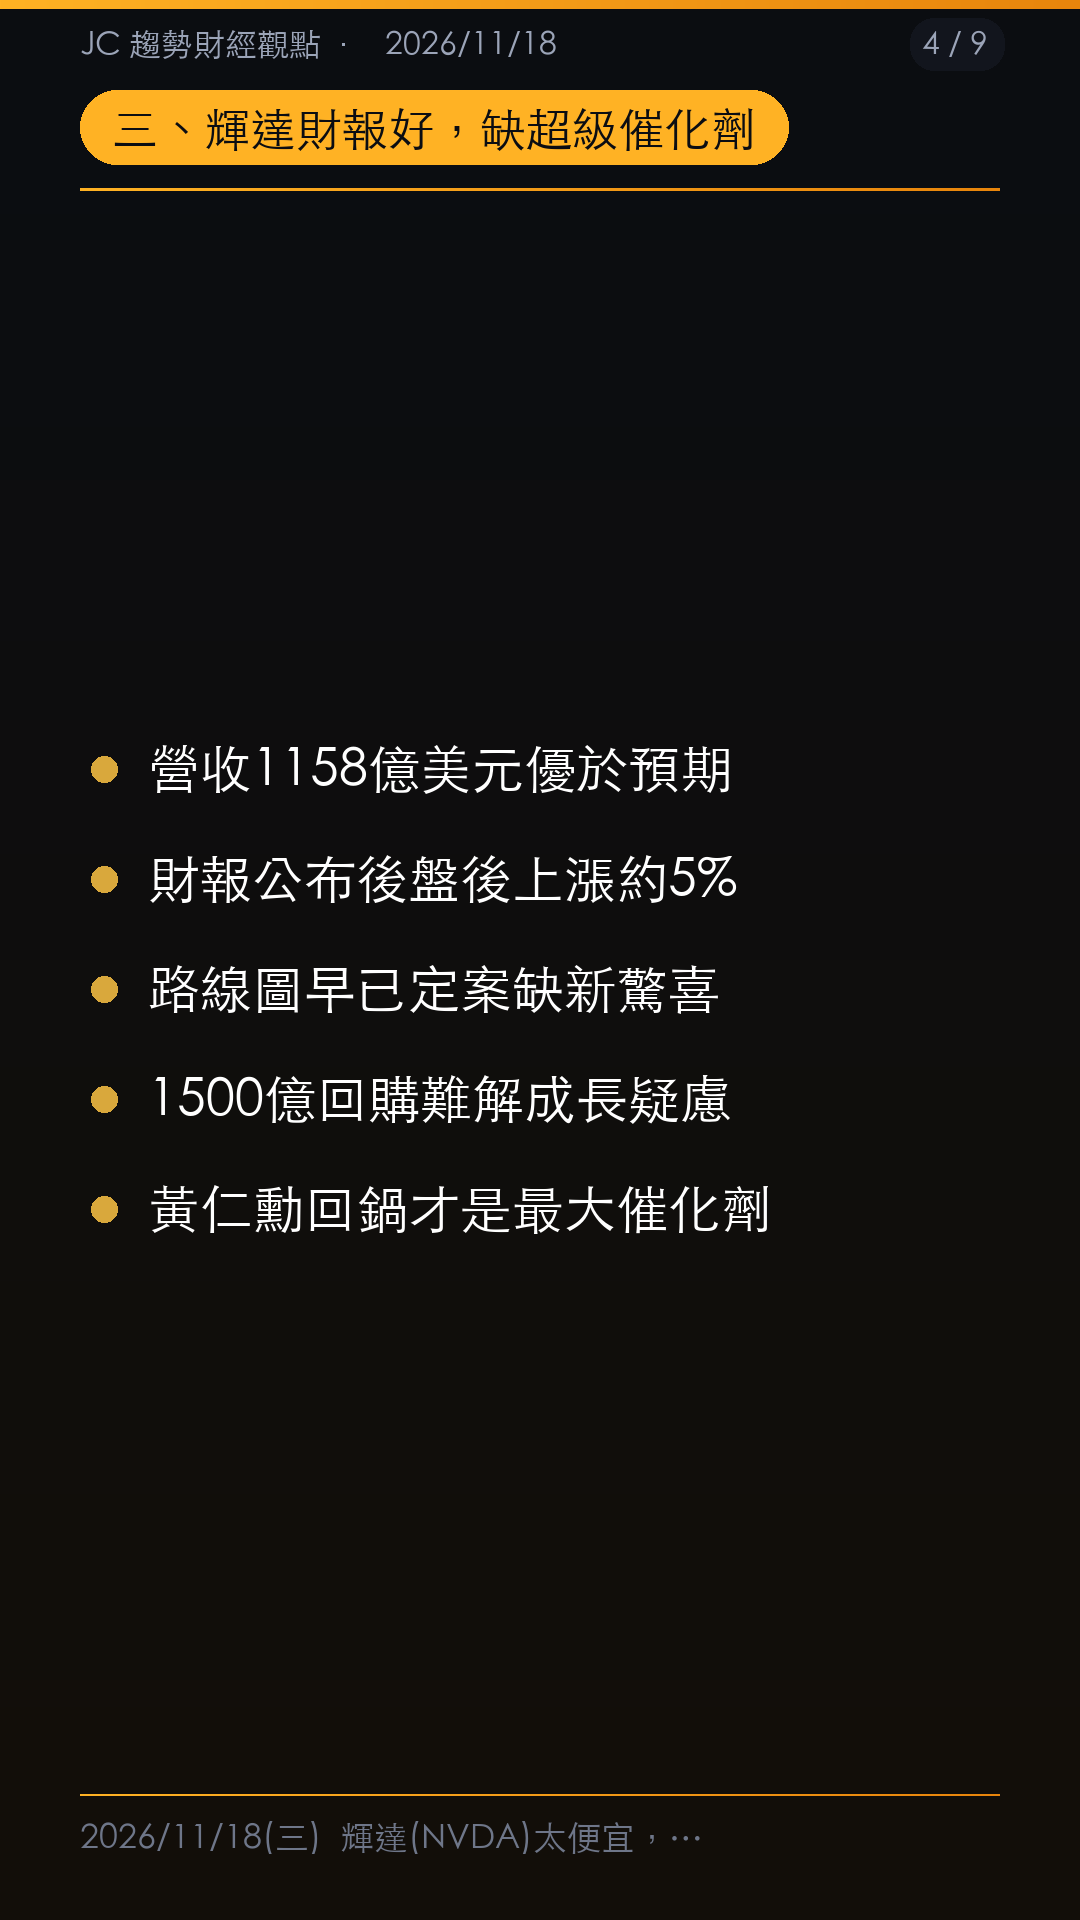 JC 趨勢財經觀點 · 2026/11/18
4 / 9
三、輝達財報好，缺超級催化劑
營收1158億美元優於預期
財報公布後盤後上漲約5%
路線圖早已定案缺新驚喜
1500億回購難解成長疑慮
黃仁勳回鍋才是最大催化劑
2026/11/18(三) 輝達(NVDA)太便宜，⋯